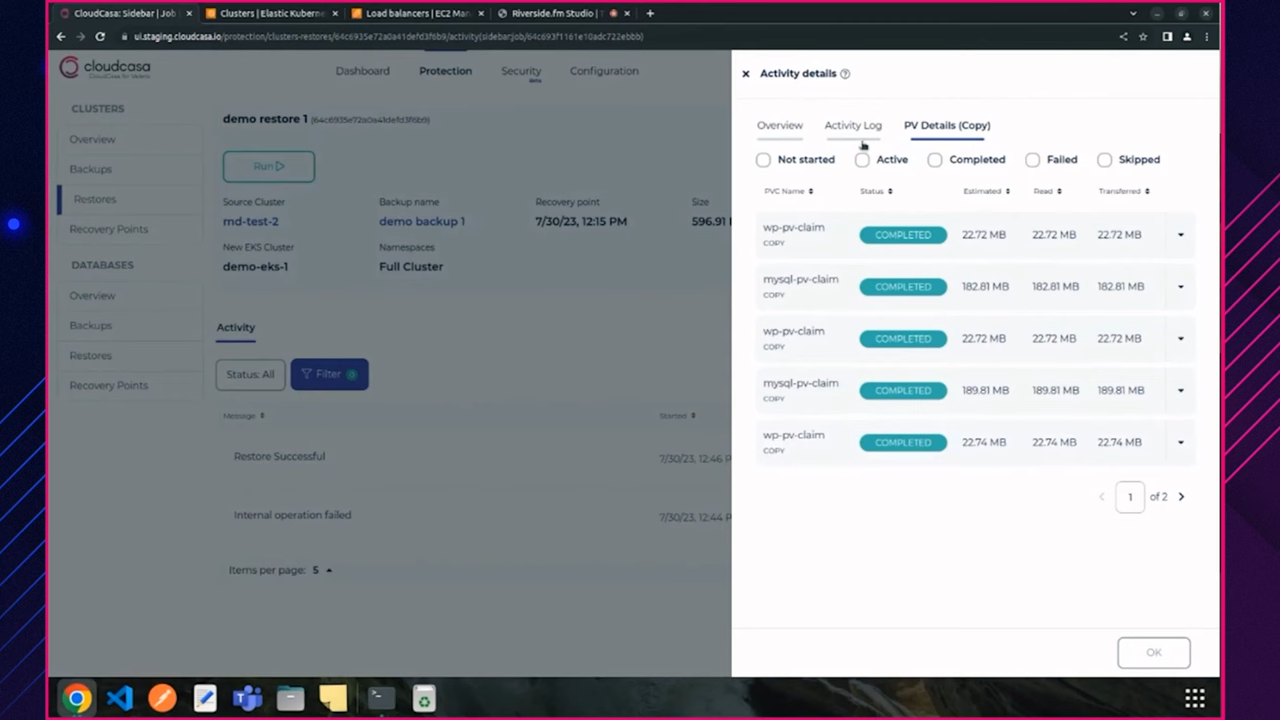 CloudCasa: Sidebar | Job
Clusters | Elastic Kuberne
Load balancers | EC2 Man
Riverside.fm Studio |
ui.staging.cloudcasa.io/protection/clusters-restores/64c6935e72a0a41defd3f6b9/activity(sidebar:job/64c693f1161e10adc722ebbb)
cloudcasa
CloudCasa for Velero
Dashboard
Protection
Security
Beta
Configuration
CLUSTERS
Overview
Backups
Restores
Recovery Points
DATABASES
Overview
Backups
Restores
Recovery Points
demo restore 1 (64c6935e72a0a41defd3f6b9)
Run
Source Cluster
md-test-2
Backup name
demo backup 1
Recovery point
7/30/23, 12:15 PM
Size
596.91
New EKS Cluster
demo-eks-1
Namespaces
Full Cluster
Activity
Status: All
Filter
Message
Started
Restore Successful
7/30/23, 12:46 P
Internal operation failed
7/30/23, 12:44 P
Items per page: 5
Activity details
Overview
Activity Log
PV Details (Copy)
Not started
Active
Completed
Failed
Skipped
PVC Name
Status
Estimated
Read
Transferred
wp-pv-claim
COPY
COMPLETED
22.72 MB
22.72 MB
22.72 MB
mysql-pv-claim
COPY
COMPLETED
182.81 MB
182.81 MB
182.81 MB
wp-pv-claim
COPY
COMPLETED
22.72 MB
22.72 MB
22.72 MB
mysql-pv-claim
COPY
COMPLETED
189.81 MB
189.81 MB
189.81 MB
wp-pv-claim
COPY
COMPLETED
22.74 MB
22.74 MB
22.74 MB
1 of 2
OK